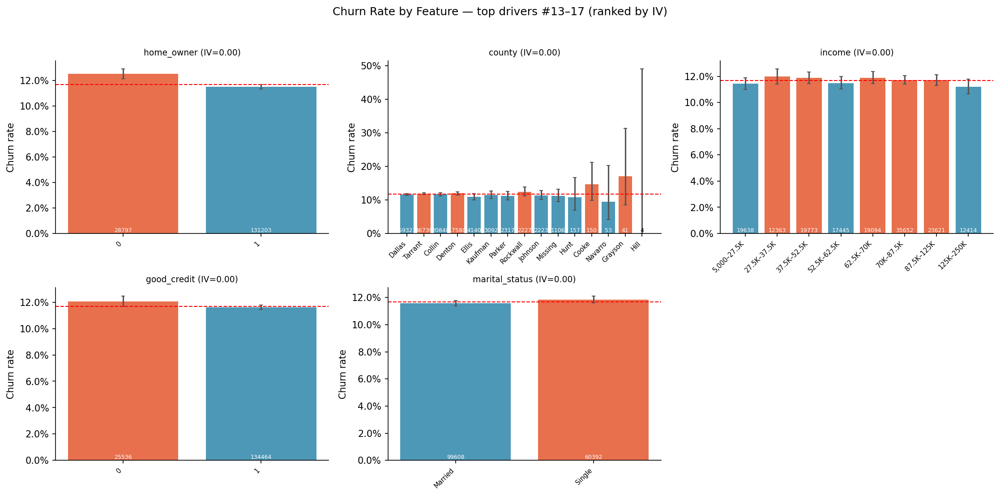 Churn Rate by Feature — top drivers #13–17 (ranked by IV)
home_owner (IV=0.00)
Churn rate
12.0%
10.0%
8.0%
6.0%
4.0%
2.0%
0.0%
28797
131203
0
1
county (IV=0.00)
Churn rate
50%
40%
30%
20%
10%
0%
46739
20848
17580
4140
3092
2317
2227
2223
1106
157
150
53
41
4
Dallas
Tarrant
Collin
Denton
Ellis
Kaufman
Parker
Rockwall
Johnson
Missing
Hunt
Cooke
Navarro
Grayson
Hill
income (IV=0.00)
Churn rate
12.0%
10.0%
8.0%
6.0%
4.0%
2.0%
0.0%
19638
12363
19773
17445
19094
35652
23621
12414
5,000–27.5K
27.5K–37.5K
37.5K–52.5K
52.5K–62.5K
62.5K–70K
70K–87.5K
87.5K–125K
125K–250K
good_credit (IV=0.00)
Churn rate
12.0%
10.0%
8.0%
6.0%
4.0%
2.0%
0.0%
25536
134464
0
1
marital_status (IV=0.00)
Churn rate
12.0%
10.0%
8.0%
6.0%
4.0%
2.0%
0.0%
99608
60392
Married
Single